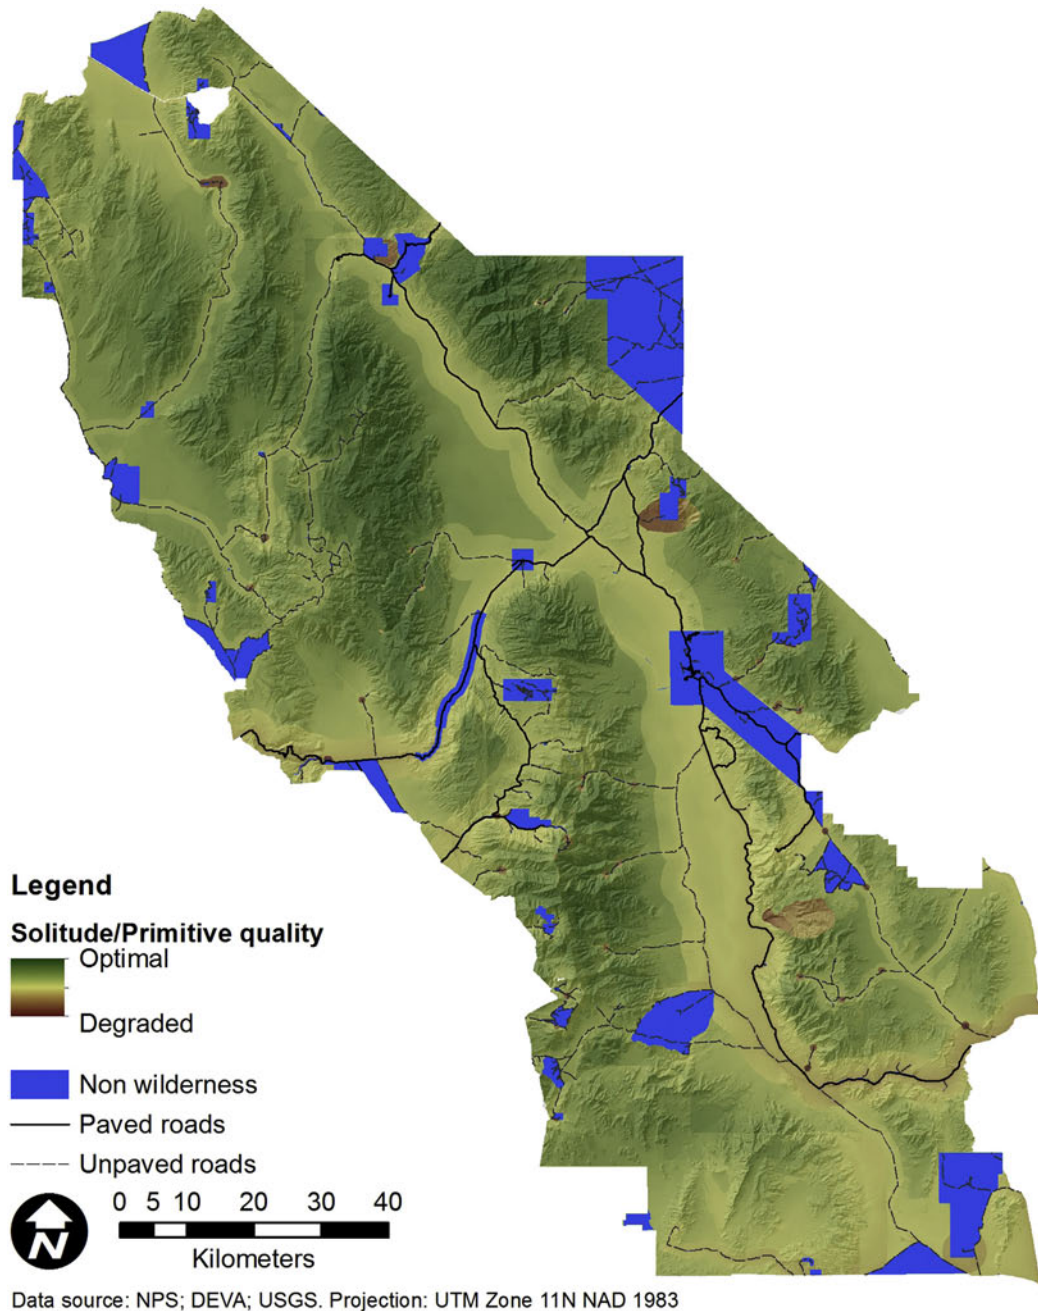 Legend
Solitude/Primitive quality
Optimal
Degraded
Non wilderness
Paved roads
Unpaved roads
N
0 5 10 20 30 40
Kilometers
Data source: NPS; DEVA; USGS. Projection: UTM Zone 11N NAD 1983